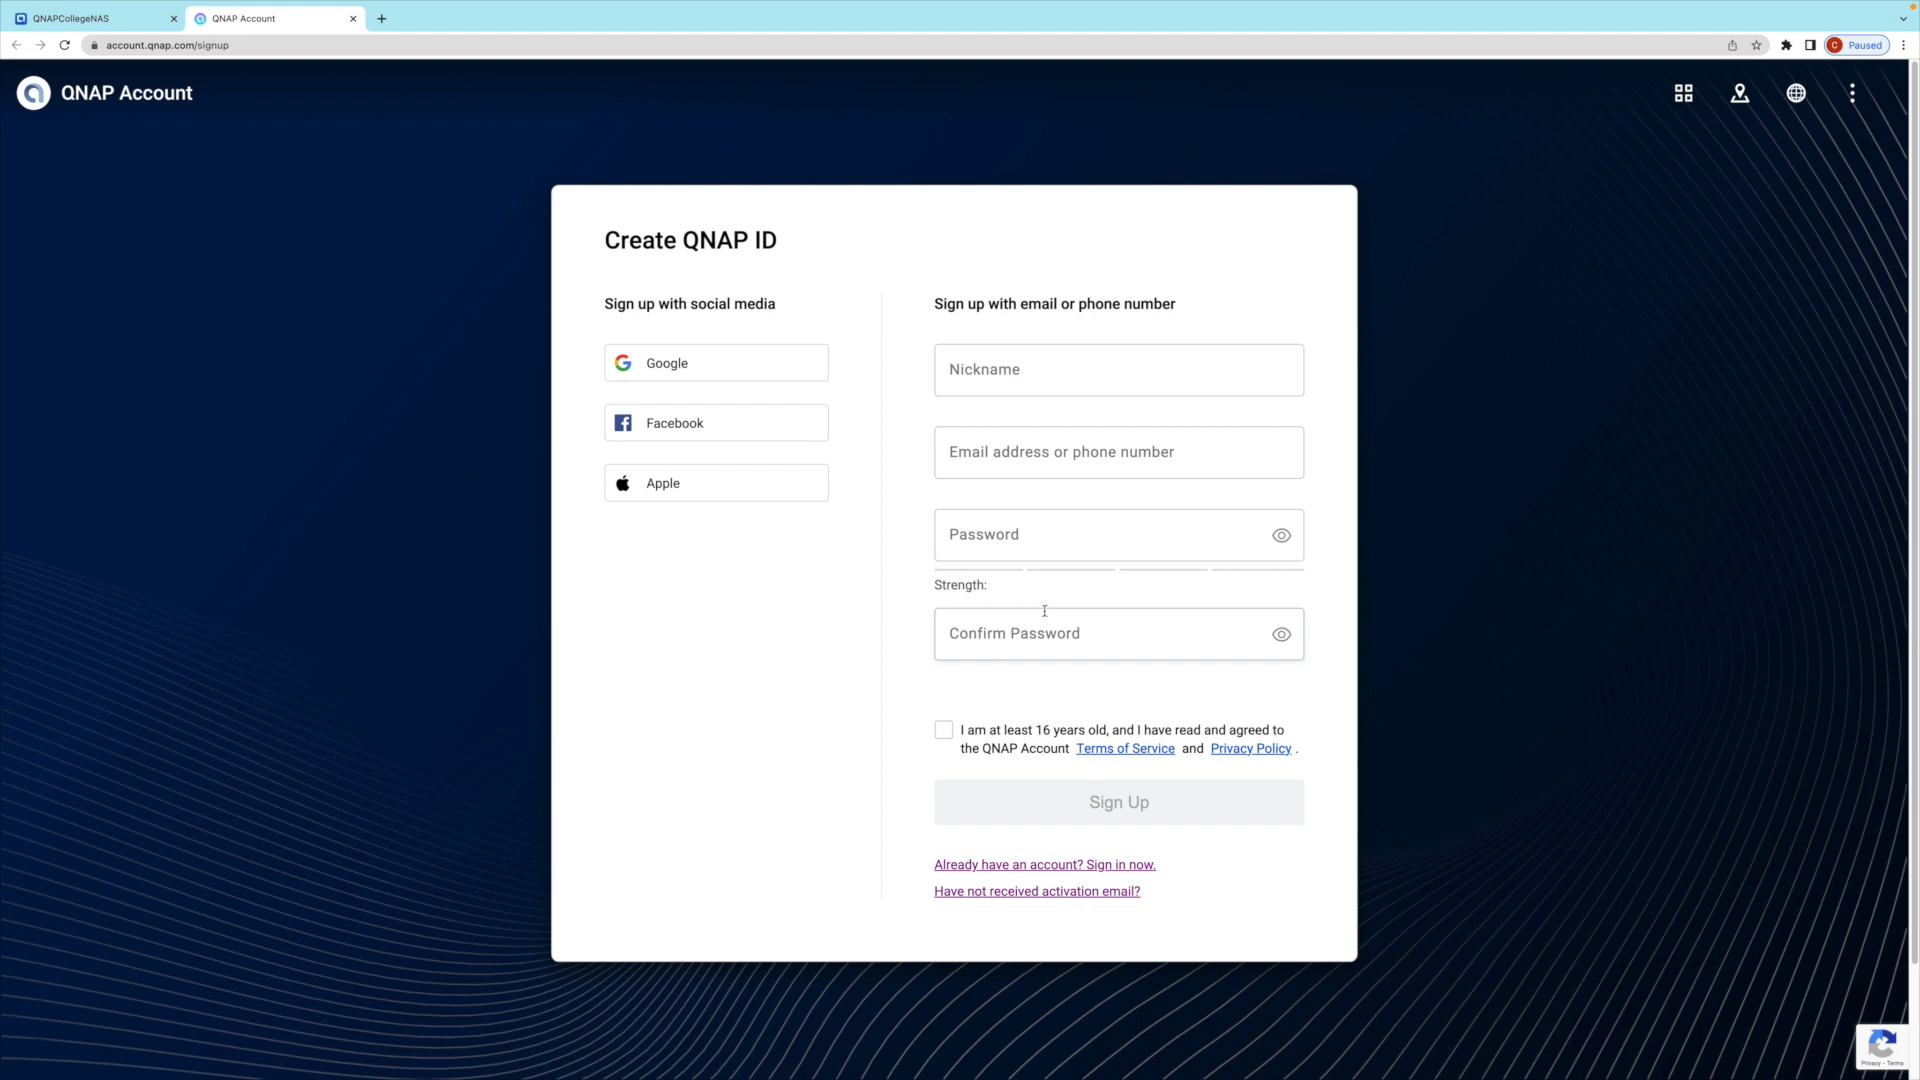 QNAPCollegeNAS
QNAP Account
account.qnap.com/signup
C
Paused
QNAP Account
Create QNAP ID
Sign up with social media
Google
Facebook
Apple
Sign up with email or phone number
Nickname
Email address or phone number
Password
Strength:
Confirm Password
I am at least 16 years old, and I have read and agreed to
the QNAP Account Terms of Service and Privacy Policy .
Sign Up
Already have an account? Sign in now.
Have not received activation email?
Privacy - Terms